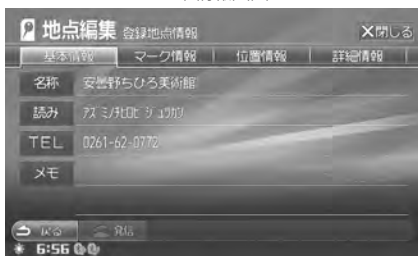 地点編集 登録地点情報 ×閉じる
基本情報 マーク情報 位置情報 詳細情報
名称 安曇野ちひろ美術館
読み アズミノチヒロビジュツカン
TEL 0261-62-0772
メモ
戻る 発信
6:56